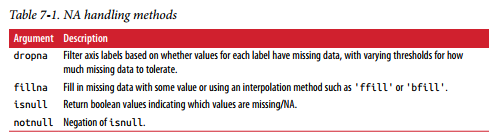 Table 7-1. NA handling methods
Argument Description
dropna Filter axis labels based on whether values for each label have missing data, with varying thresholds for how
much missing data to tolerate.
fillna Fill in missing data with some value or using an interpolation method such as 'ffill' or 'bfill'.
isnull Return boolean values indicating which values are missing/NA.
notnull Negation of isnull.